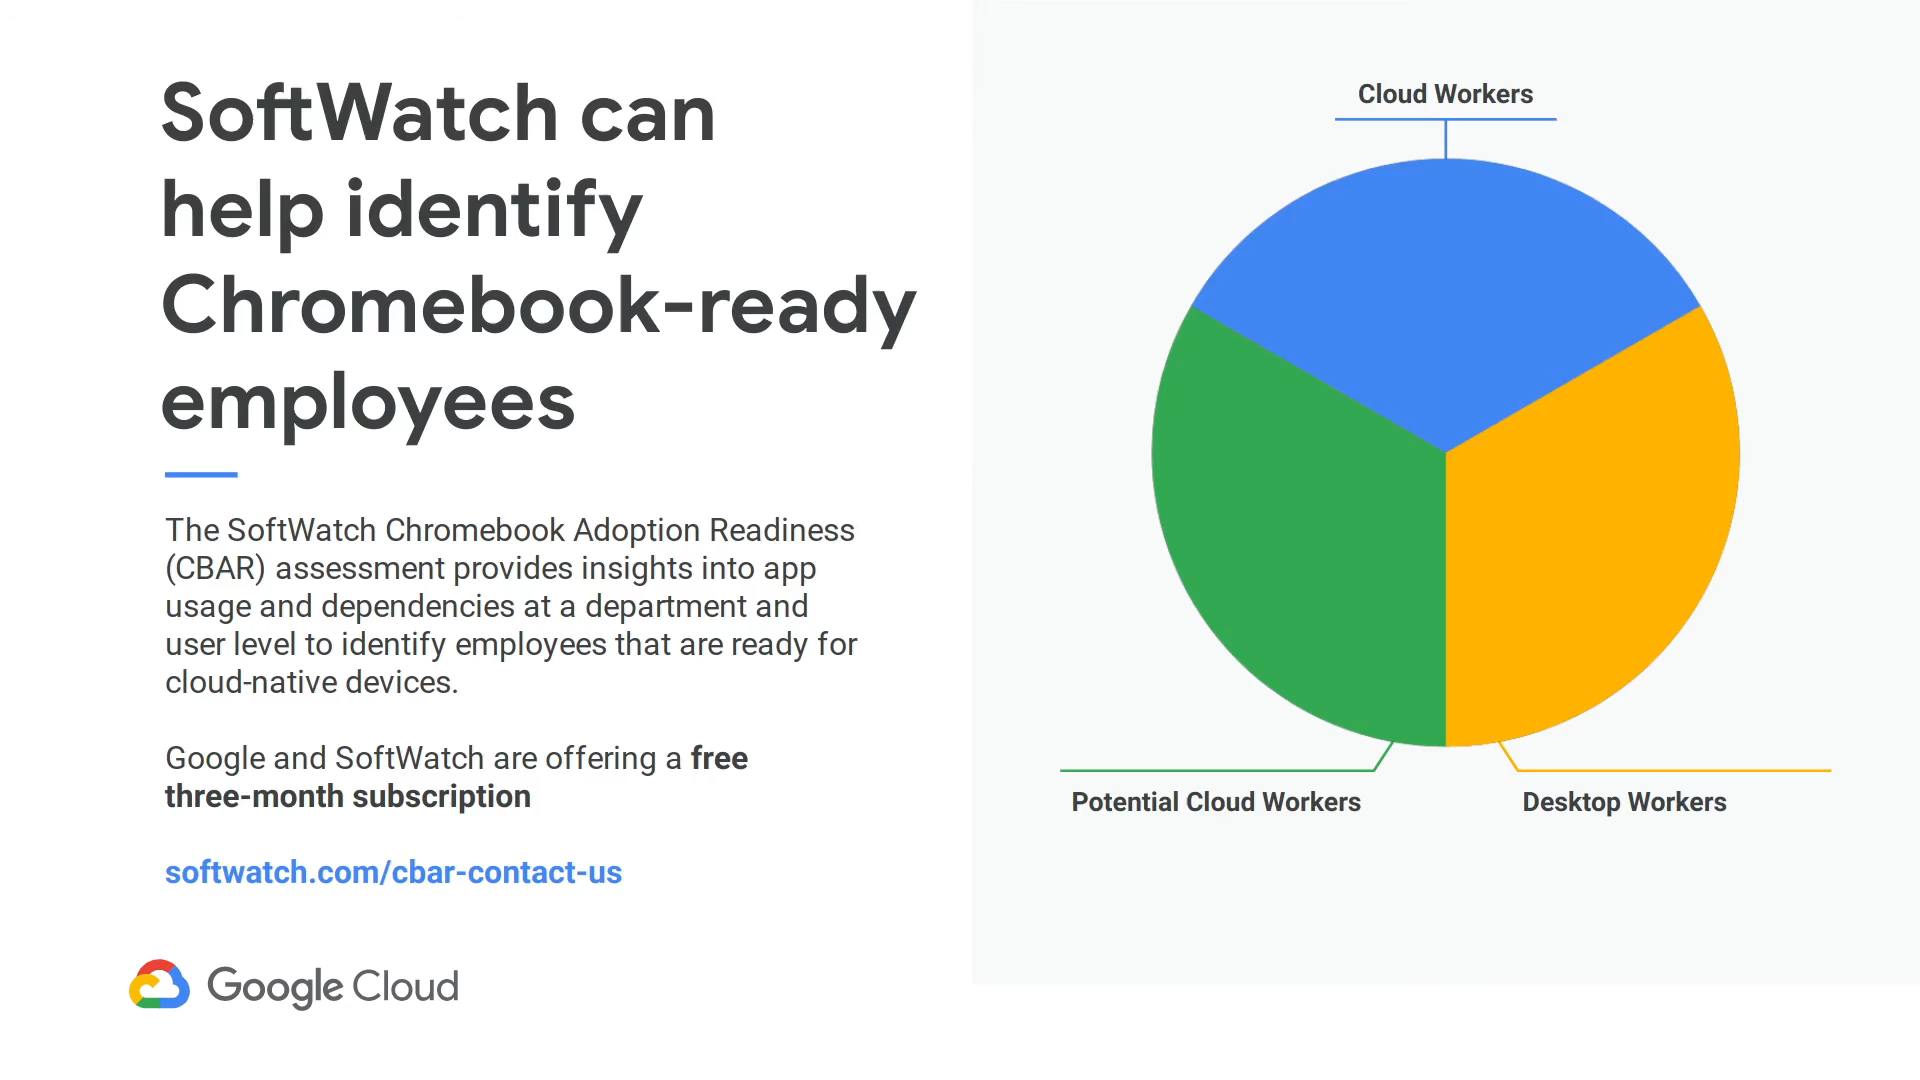 SoftWatch can
help identify
Chromebook-ready
employees
The SoftWatch Chromebook Adoption Readiness
(CBAR) assessment provides insights into app
usage and dependencies at a department and
user level to identify employees that are ready for
cloud-native devices.
Google and SoftWatch are offering a free
three-month subscription
softwatch.com/cbar-contact-us
Google Cloud
Cloud Workers
Potential Cloud Workers
Desktop Workers